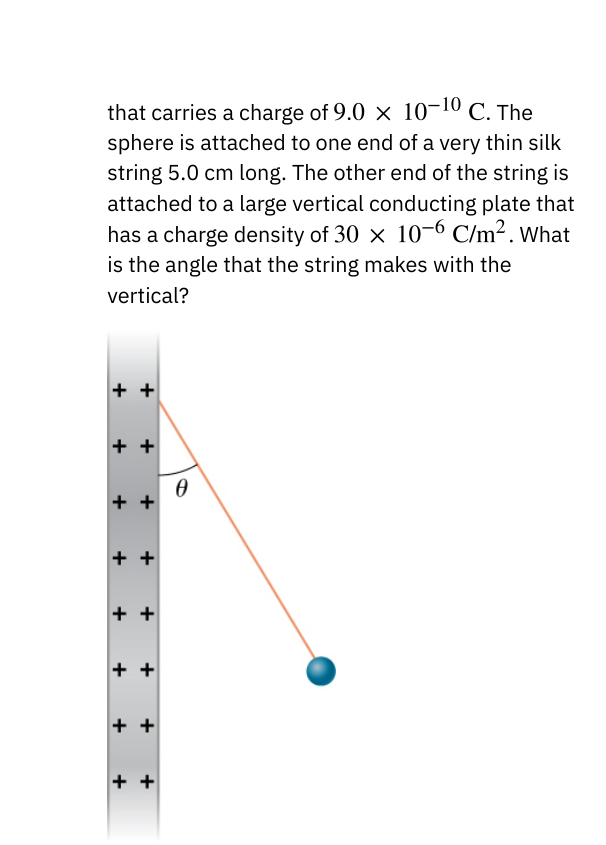 that carries a charge of 9.0 × 10⁻¹⁰ C. The
sphere is attached to one end of a very thin silk
string 5.0 cm long. The other end of the string is
attached to a large vertical conducting plate that
has a charge density of 30 × 10⁻⁶ C/m². What
is the angle that the string makes with the
vertical?
+ +
+ +
θ
+ +
+ +
+ +
+ +
+ +
+ +